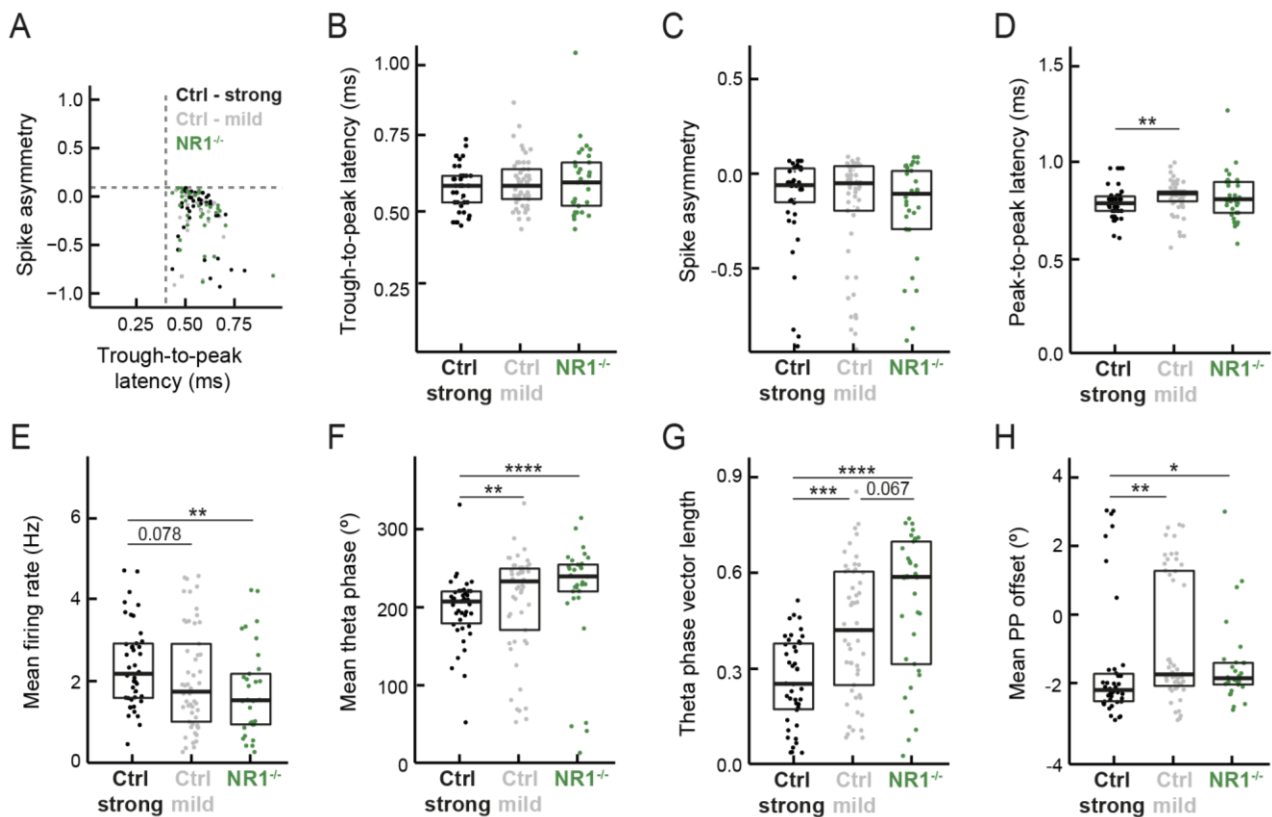 A
Spike asymmetry
1.0
0.5
0.0
−0.5
−1.0
Ctrl - strong
Ctrl - mild
NR1-/-
0.25 0.50 0.75
Trough-to-peak
latency (ms)
B
Trough-to-peak latency (ms)
1.00
0.75
0.50
0.25
Ctrl Ctrl NR1-/-
strong mild
C
Spike asymmetry
0.5
0.0
-0.5
Ctrl Ctrl NR1-/-
strong mild
D
Peak-to-peak latency (ms)
1.5
**
1.0
0.5
0.0
Ctrl Ctrl NR1-/-
strong mild
E
Mean firing rate (Hz)
6
**
0.078
4
2
0
Ctrl Ctrl NR1-/-
strong mild
F
Mean theta phase (º)
****
**
300
200
100
0
Ctrl Ctrl NR1-/-
strong mild
G
Theta phase vector length
0.9
****
*** 0.067
0.6
0.3
0.0
Ctrl Ctrl NR1-/-
strong mild
H
Mean PP offset (º)
*
**
4
2
0
-2
-4
Ctrl Ctrl NR1-/-
strong mild